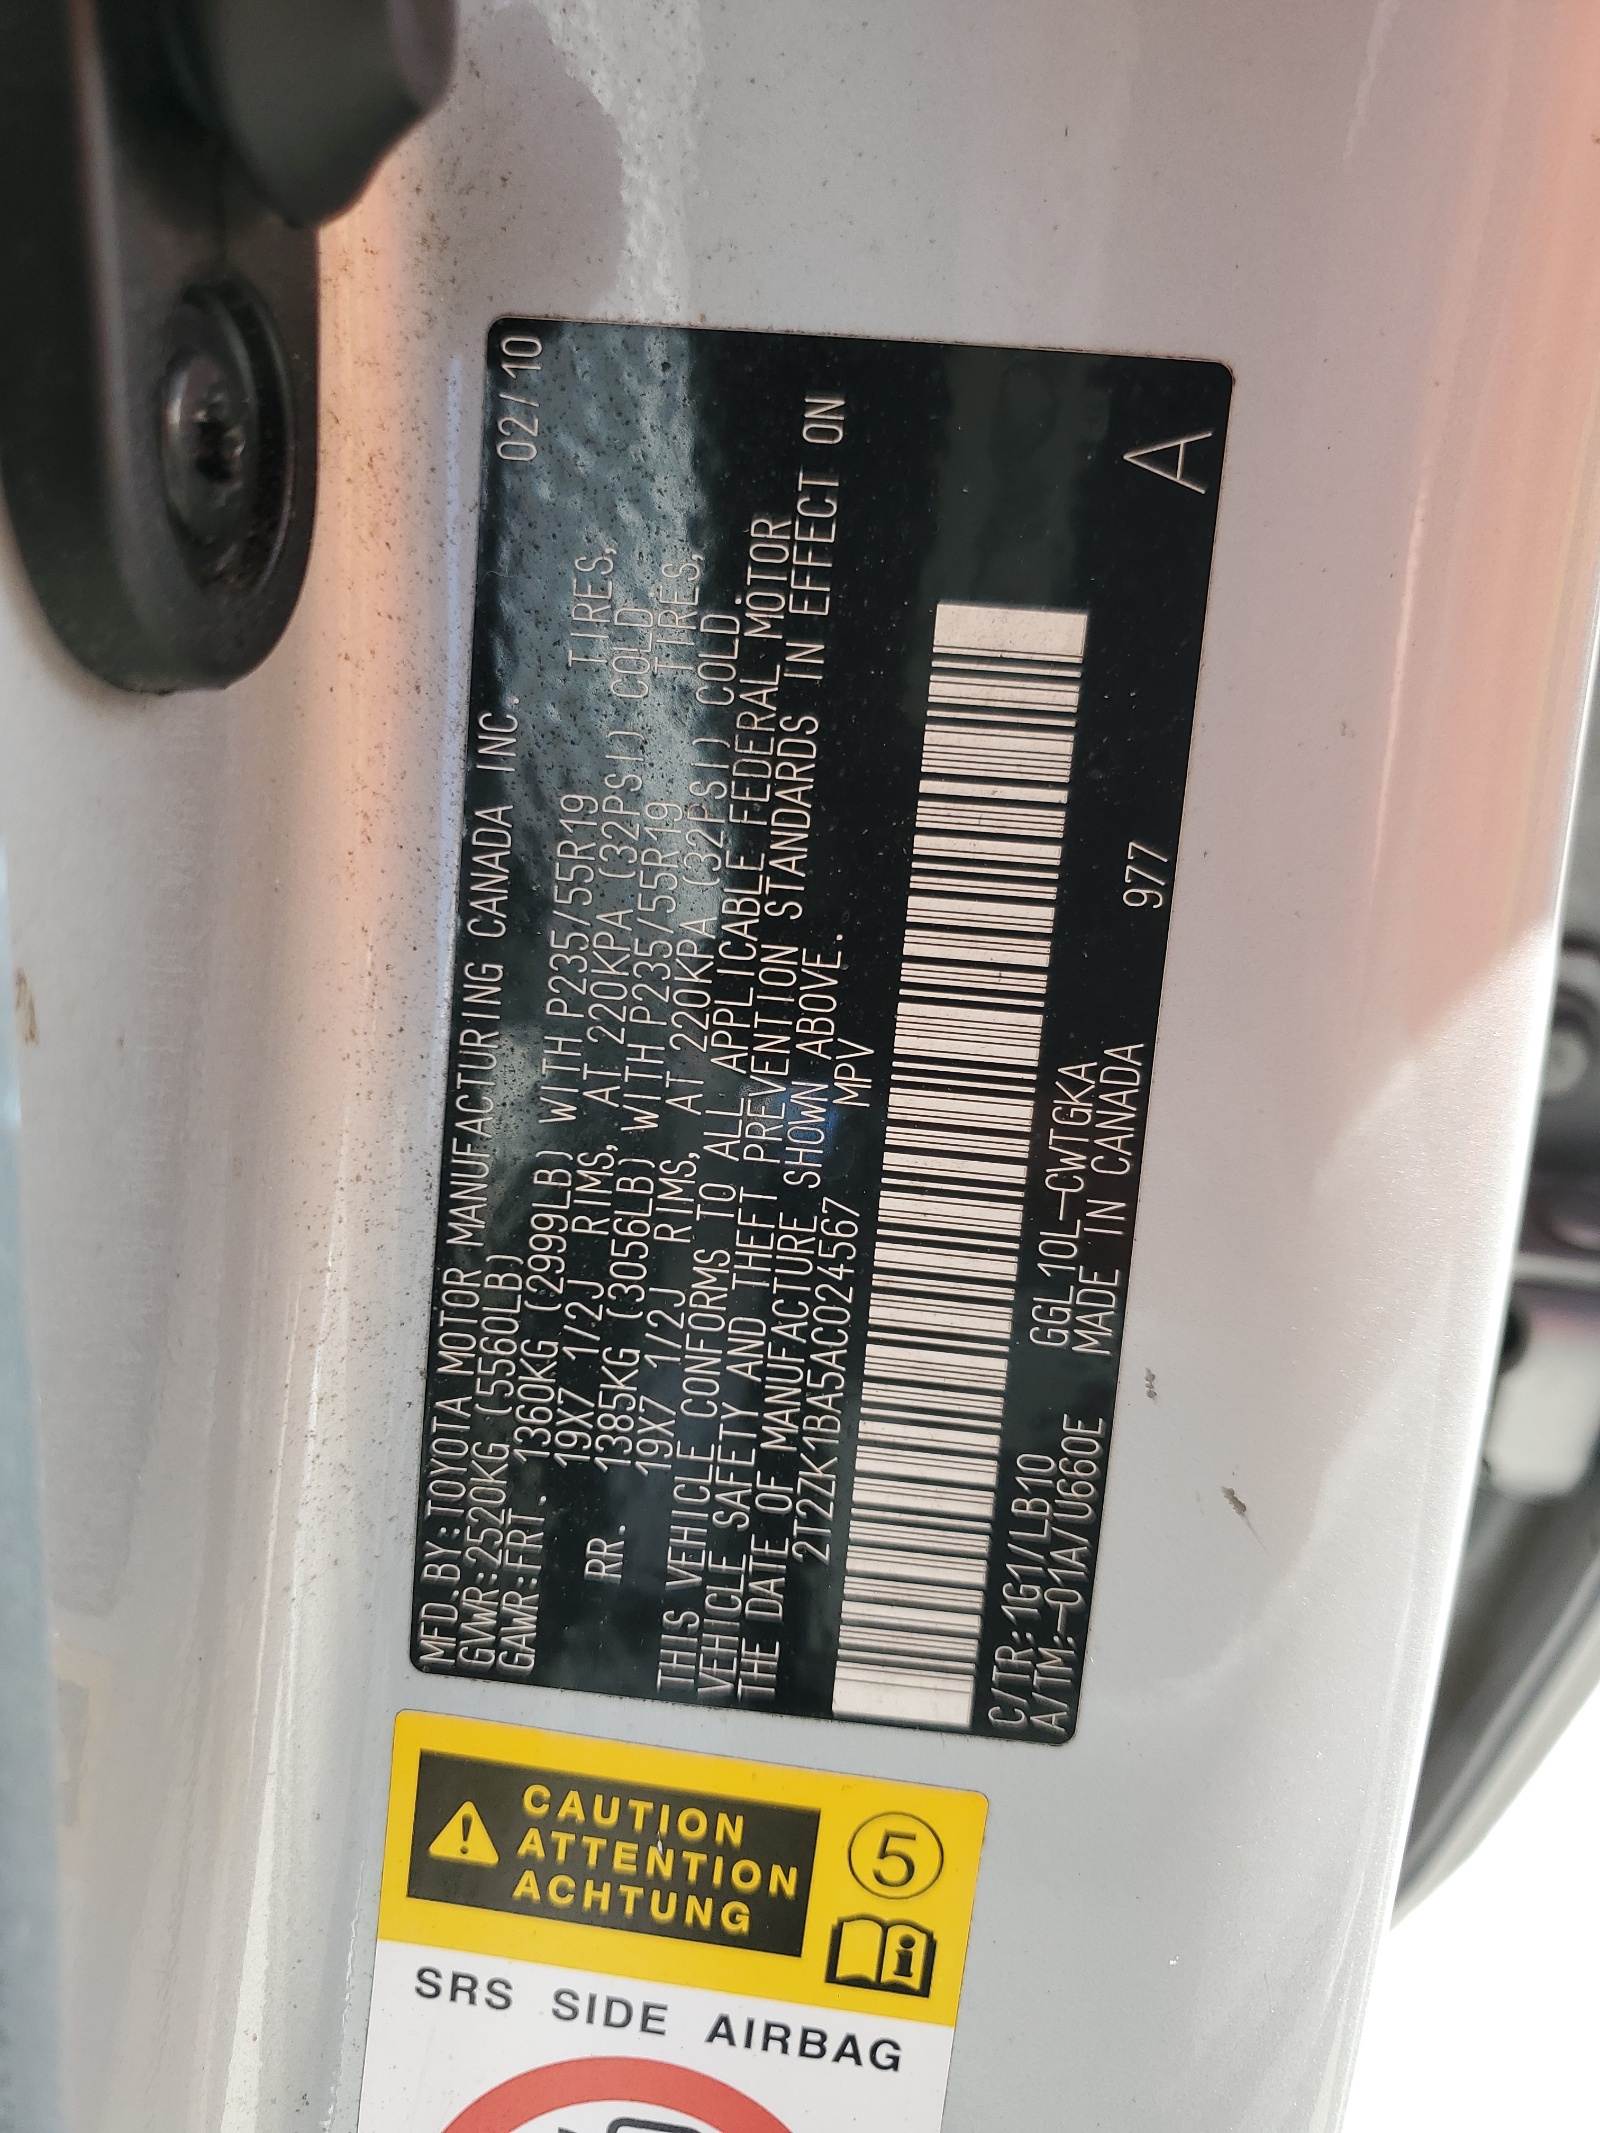 MFD.BY:TOYOTA MOTOR MANUFACTURING CANADA INC. 02/10
GVWR:2520KG (5560LB)
GAWR:FRT. 1360KG (2999LB) WITH P235/55R19 TIRES,
19X7 1/2J RIMS, AT 220KPA (32PSI) COLD.
RR. 1385KG (3056LB) WITH P235/55R19 TIRES,
19X7 1/2J RIMS, AT 220KPA (32PSI) COLD.
THIS VEHICLE CONFORMS TO ALL APPLICABLE FEDERAL MOTOR
VEHICLE SAFETY AND THEFT PREVENTION STANDARDS IN EFFECT ON
THE DATE OF MANUFACTURE SHOWN ABOVE.
2T2ZK1BA5AC024567 MPV
C/TR:1G1/LB10 GGL10L-CWTGKA 977 A
A/TM:-01A/U660E MADE IN CANADA
CAUTION
ATTENTION
ACHTUNG
5
i
SRS SIDE AIRBAG